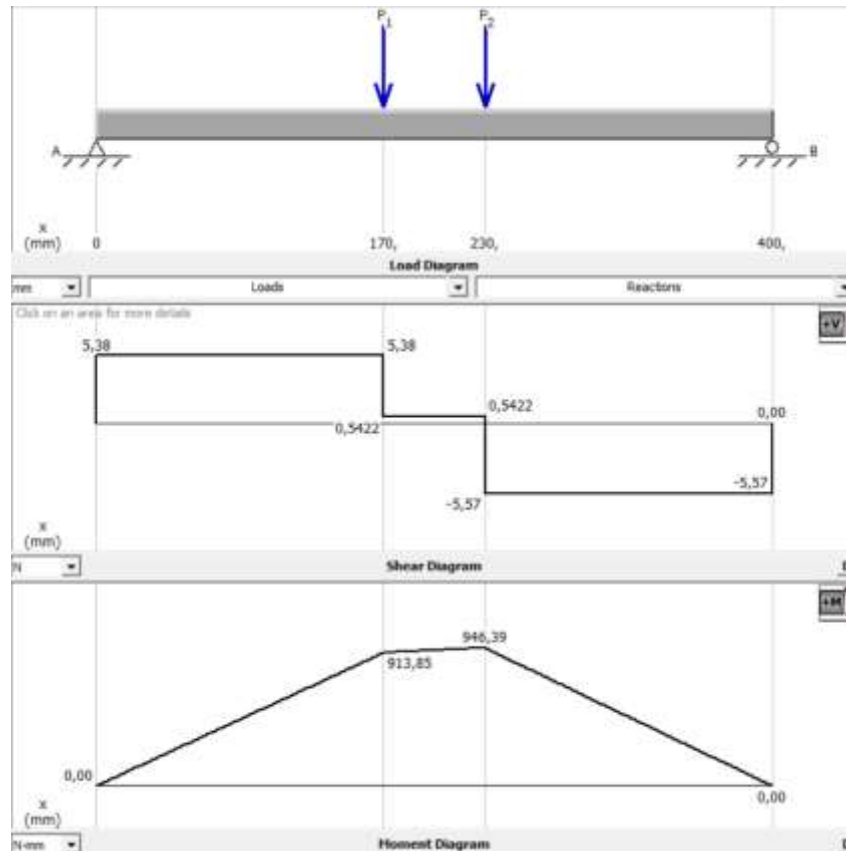 P1 P2
A B
x
(mm) 0 170, 230, 400,
Load Diagram
mm Loads Reactions
Click on an area for more details
+V
5,38 5,38
0,5422 0,00
0,5422
-5,57 -5,57
x
(mm)
N Shear Diagram
+M
946,39
913,85
0,00
0,00
x
(mm)
N-mm Moment Diagram